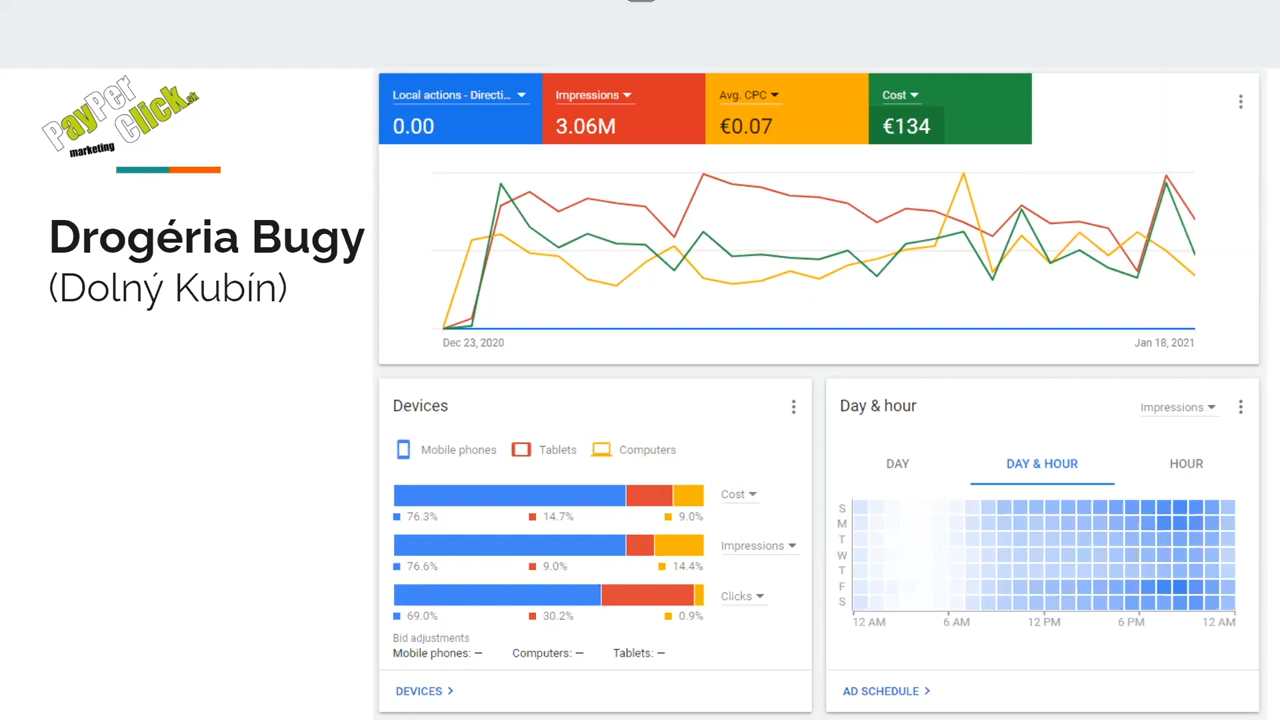 PayPer
Click.sk
marketing
Drogéria Bugy
(Dolný Kubín)
Local actions - Directi...
Impressions
Avg. CPC
Cost
0.00
3.06M
€0.07
€134
Dec 23, 2020
Jan 18, 2021
Devices
Mobile phones
Tablets
Computers
Cost
76.3%
14.7%
9.0%
Impressions
76.6%
9.0%
14.4%
Clicks
69.0%
30.2%
0.9%
Bid adjustments
Mobile phones: –
Computers: –
Tablets: –
DEVICES
Day & hour
Impressions
DAY
DAY & HOUR
HOUR
S
M
T
W
T
F
S
12 AM
6 AM
12 PM
6 PM
12 AM
AD SCHEDULE